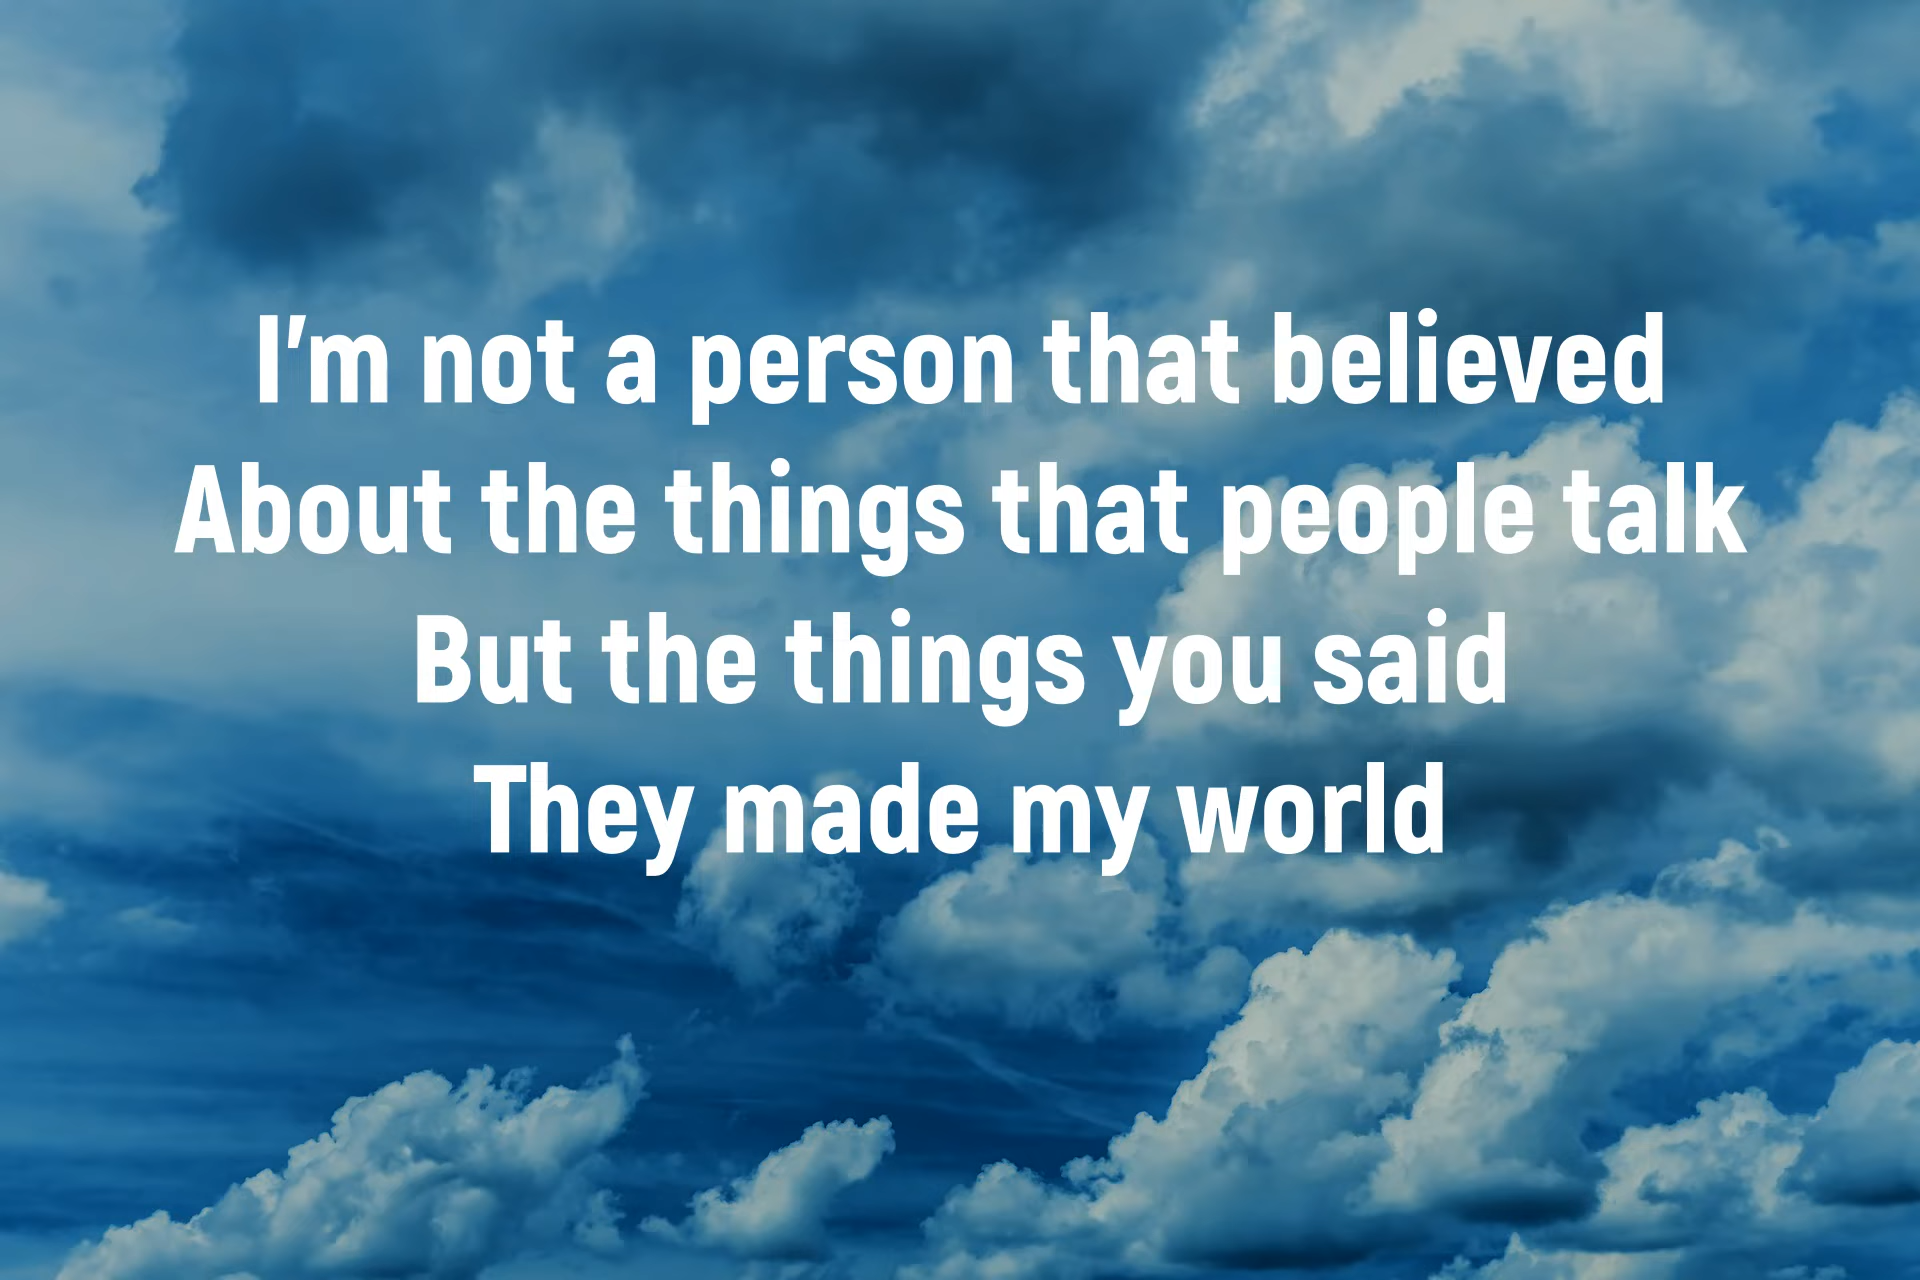 I'm not a person that believed
About the things that people talk
But the things you said
They made my world